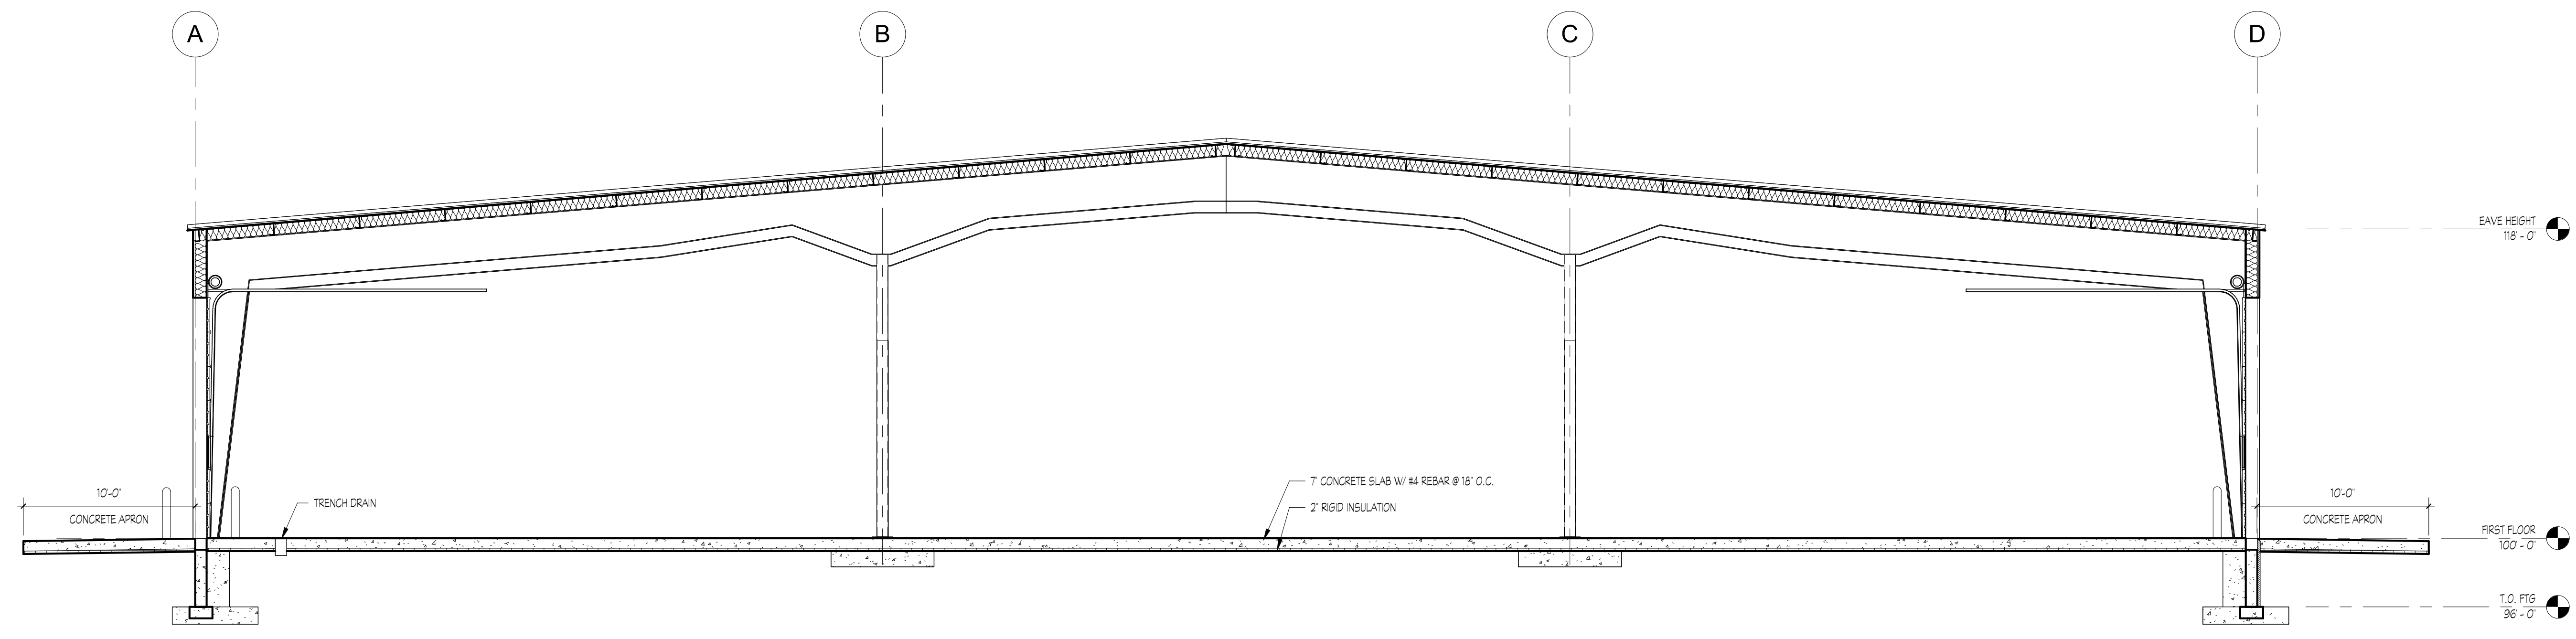 A
B
C
D
EAVE HEIGHT
118' - 0"
7" CONCRETE SLAB W/ #4 REBAR @ 18" O.C.
2" RIGID INSULATION
10'-0"
CONCRETE APRON
TRENCH DRAIN
10'-0"
CONCRETE APRON
FIRST FLOOR
100' - 0"
T.O. FTG
96' - 0"